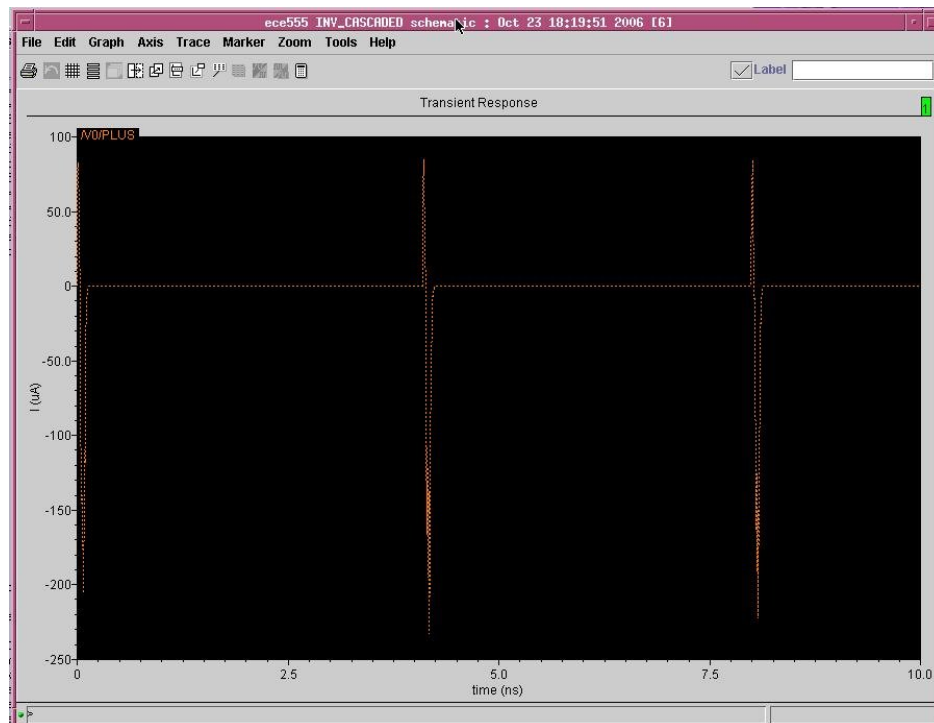 ece555 INV_CASCADED schematic : Oct 23 18:19:51 2006 [6]
File Edit Graph Axis Trace Marker Zoom Tools Help
Label
Transient Response
1
/V0/PLUS
100
50.0
0
-50.0
-100
-150
-200
-250
I (uA)
0 2.5 5.0 7.5 10.0
time (ns)
>